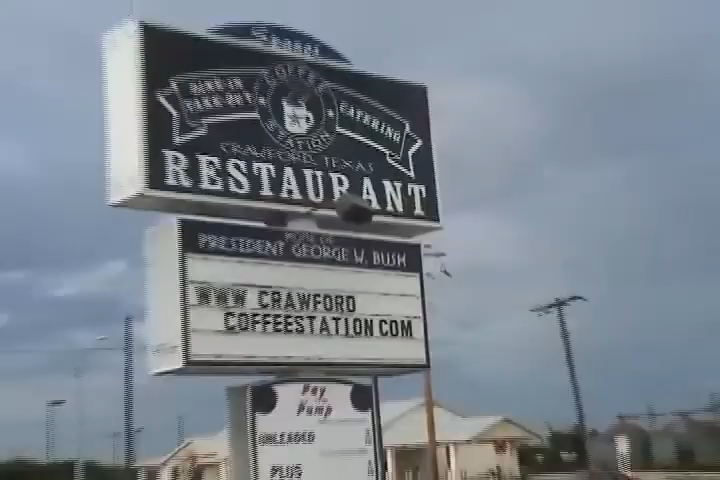 DINE-IN
TAKE-OUT
COFFEE
STATION
CATERING
CRAWFORD, TEXAS
RESTAURANT
PRESIDENT GEORGE W. BUSH
WWW CRAWFORD
COFFEESTATION COM
Pay
Pump
UNLEADED
PLUS